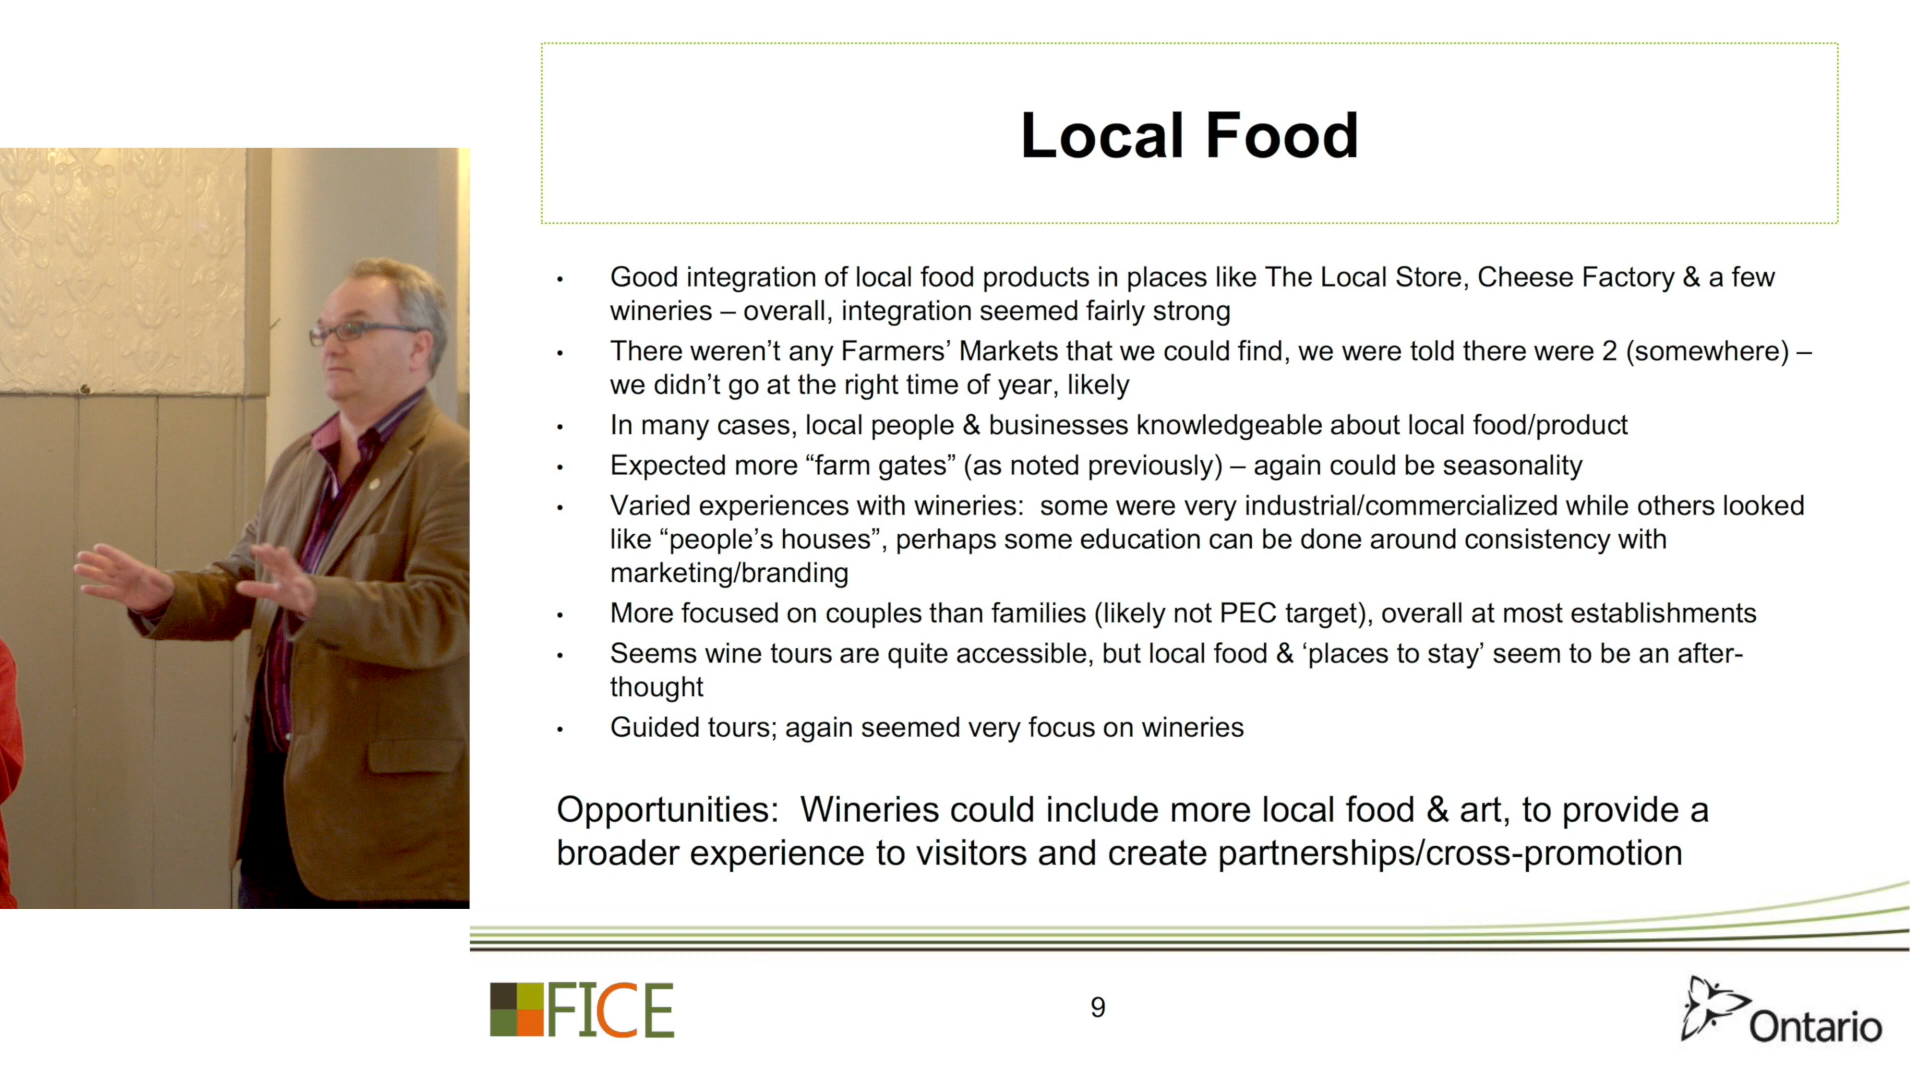 Local Food
• Good integration of local food products in places like The Local Store, Cheese Factory & a few
wineries – overall, integration seemed fairly strong
• There weren’t any Farmers’ Markets that we could find, we were told there were 2 (somewhere) –
we didn’t go at the right time of year, likely
• In many cases, local people & businesses knowledgeable about local food/product
• Expected more “farm gates” (as noted previously) – again could be seasonality
• Varied experiences with wineries:  some were very industrial/commercialized while others looked
like “people’s houses”, perhaps some education can be done around consistency with
marketing/branding
• More focused on couples than families (likely not PEC target), overall at most establishments
• Seems wine tours are quite accessible, but local food & ‘places to stay’ seem to be an after-
thought
• Guided tours; again seemed very focus on wineries
Opportunities:  Wineries could include more local food & art, to provide a
broader experience to visitors and create partnerships/cross-promotion
FICE
9
Ontario